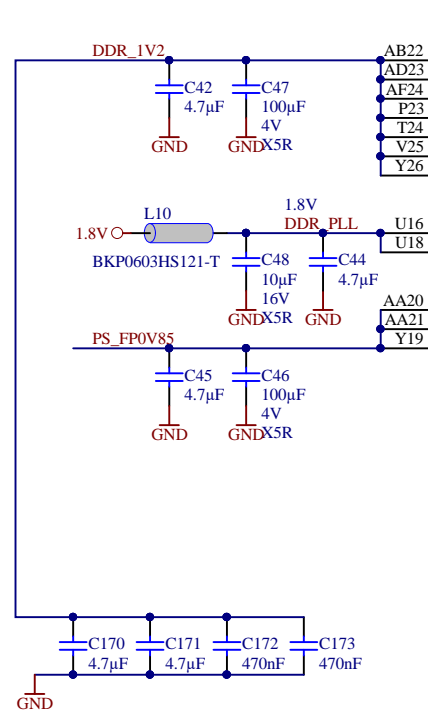 DDR_1V2
AB22
AD23
AF24
P23
T24
V25
Y26
C42
4.7µF
GND
C47
100µF
4V
X5R
GND
L10
1.8V
BKP0603HS121-T
1.8V
DDR_PLL
U16
U18
C48
10µF
16V
X5R
GND
C44
4.7µF
GND
AA20
AA21
Y19
PS_FP0V85
C45
4.7µF
GND
C46
100µF
4V
X5R
GND
C170
4.7µF
C171
4.7µF
C172
470nF
C173
470nF
GND